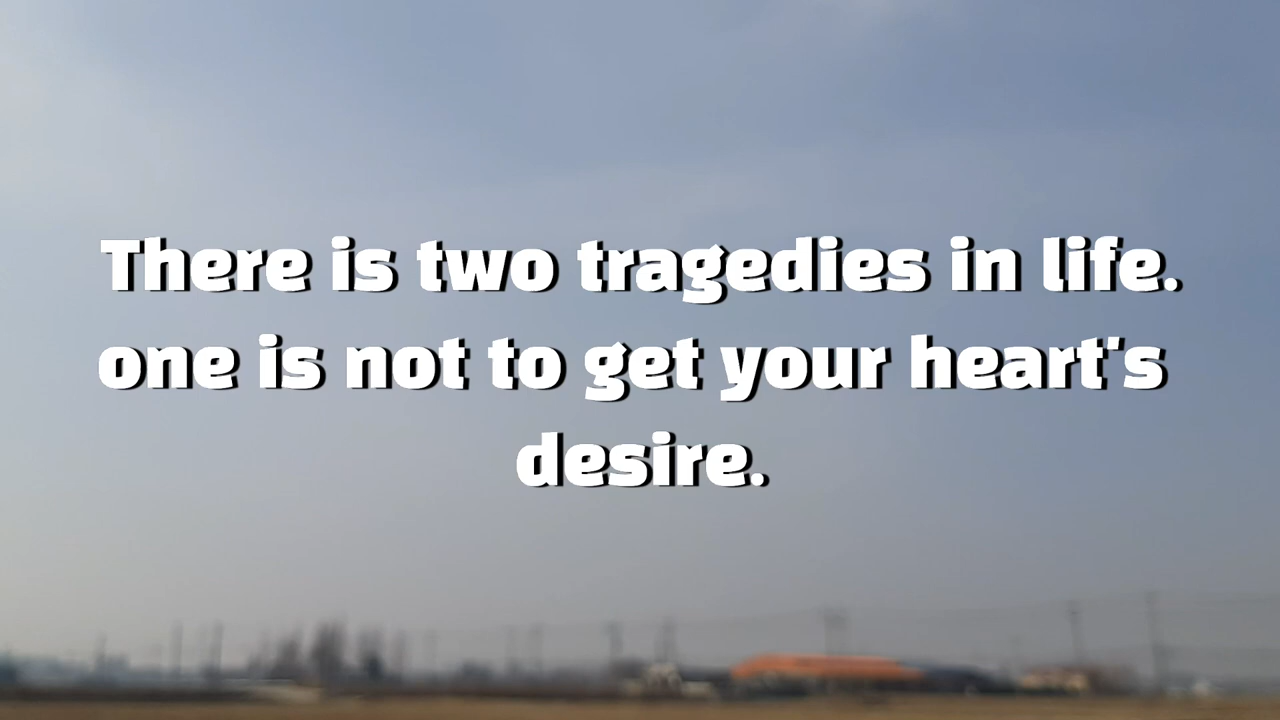 There is two tragedies in life.
one is not to get your heart's
desire.